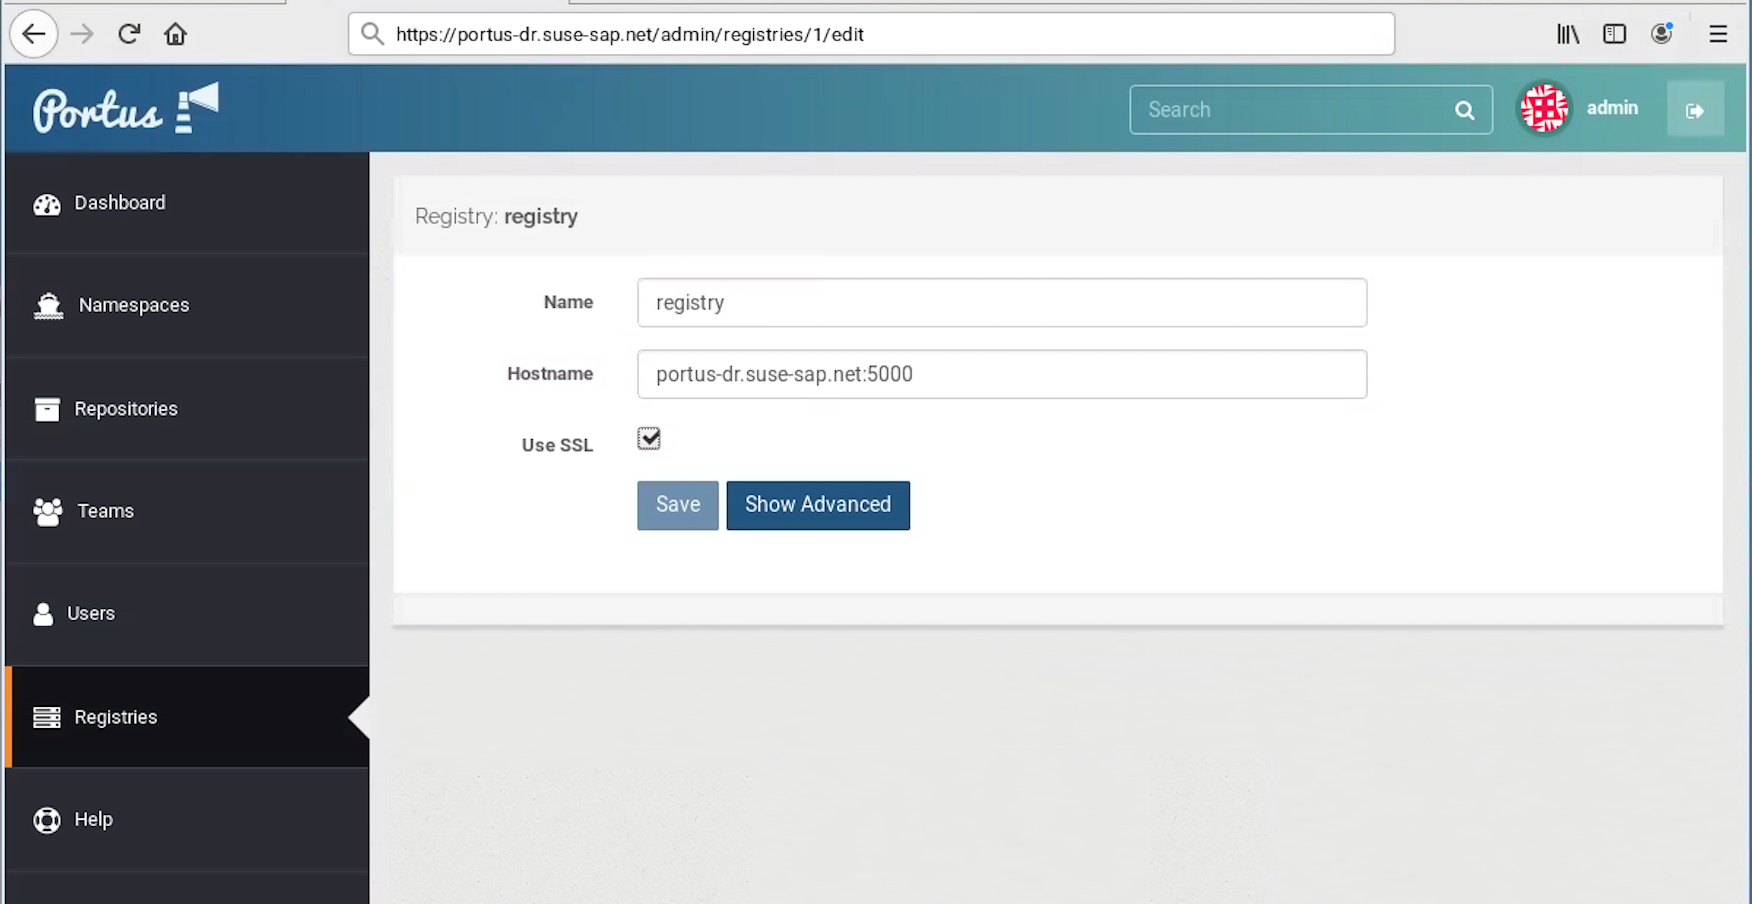 https://portus-dr.suse-sap.net/admin/registries/1/edit
Portus
Search
admin
Dashboard
Namespaces
Repositories
Teams
Users
Registries
Help
Registry: registry
Name
registry
Hostname
portus-dr.suse-sap.net:5000
Use SSL
Save
Show Advanced